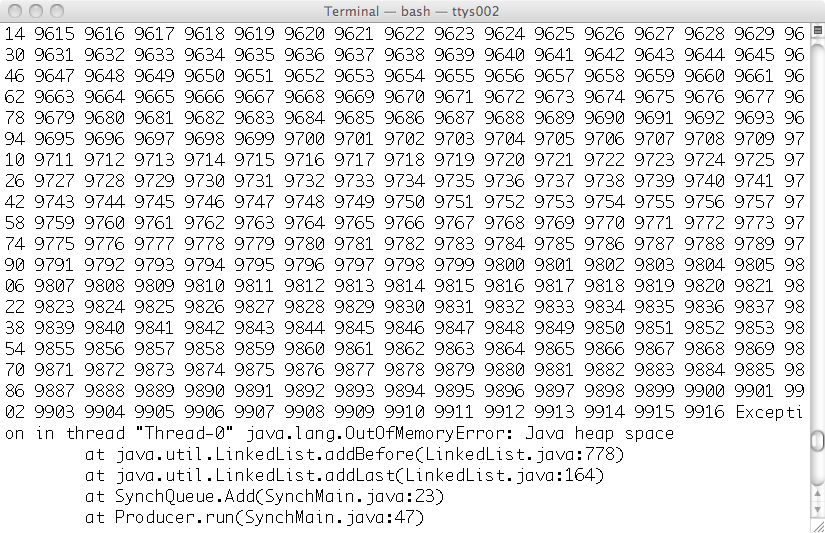 Terminal — bash — ttys002
14 9615 9616 9617 9618 9619 9620 9621 9622 9623 9624 9625 9626 9627 9628 9629 96
30 9631 9632 9633 9634 9635 9636 9637 9638 9639 9640 9641 9642 9643 9644 9645 96
46 9647 9648 9649 9650 9651 9652 9653 9654 9655 9656 9657 9658 9659 9660 9661 96
62 9663 9664 9665 9666 9667 9668 9669 9670 9671 9672 9673 9674 9675 9676 9677 96
78 9679 9680 9681 9682 9683 9684 9685 9686 9687 9688 9689 9690 9691 9692 9693 96
94 9695 9696 9697 9698 9699 9700 9701 9702 9703 9704 9705 9706 9707 9708 9709 97
10 9711 9712 9713 9714 9715 9716 9717 9718 9719 9720 9721 9722 9723 9724 9725 97
26 9727 9728 9729 9730 9731 9732 9733 9734 9735 9736 9737 9738 9739 9740 9741 97
42 9743 9744 9745 9746 9747 9748 9749 9750 9751 9752 9753 9754 9755 9756 9757 97
58 9759 9760 9761 9762 9763 9764 9765 9766 9767 9768 9769 9770 9771 9772 9773 97
74 9775 9776 9777 9778 9779 9780 9781 9782 9783 9784 9785 9786 9787 9788 9789 97
90 9791 9792 9793 9794 9795 9796 9797 9798 9799 9800 9801 9802 9803 9804 9805 98
06 9807 9808 9809 9810 9811 9812 9813 9814 9815 9816 9817 9818 9819 9820 9821 98
22 9823 9824 9825 9826 9827 9828 9829 9830 9831 9832 9833 9834 9835 9836 9837 98
38 9839 9840 9841 9842 9843 9844 9845 9846 9847 9848 9849 9850 9851 9852 9853 98
54 9855 9856 9857 9858 9859 9860 9861 9862 9863 9864 9865 9866 9867 9868 9869 98
70 9871 9872 9873 9874 9875 9876 9877 9878 9879 9880 9881 9882 9883 9884 9885 98
86 9887 9888 9889 9890 9891 9892 9893 9894 9895 9896 9897 9898 9899 9900 9901 99
02 9903 9904 9905 9906 9907 9908 9909 9910 9911 9912 9913 9914 9915 9916 Excepti
on in thread "Thread-0" java.lang.OutOfMemoryError: Java heap space
at java.util.LinkedList.addBefore(LinkedList.java:778)
at java.util.LinkedList.addLast(LinkedList.java:164)
at SynchQueue.Add(SynchMain.java:23)
at Producer.run(SynchMain.java:47)